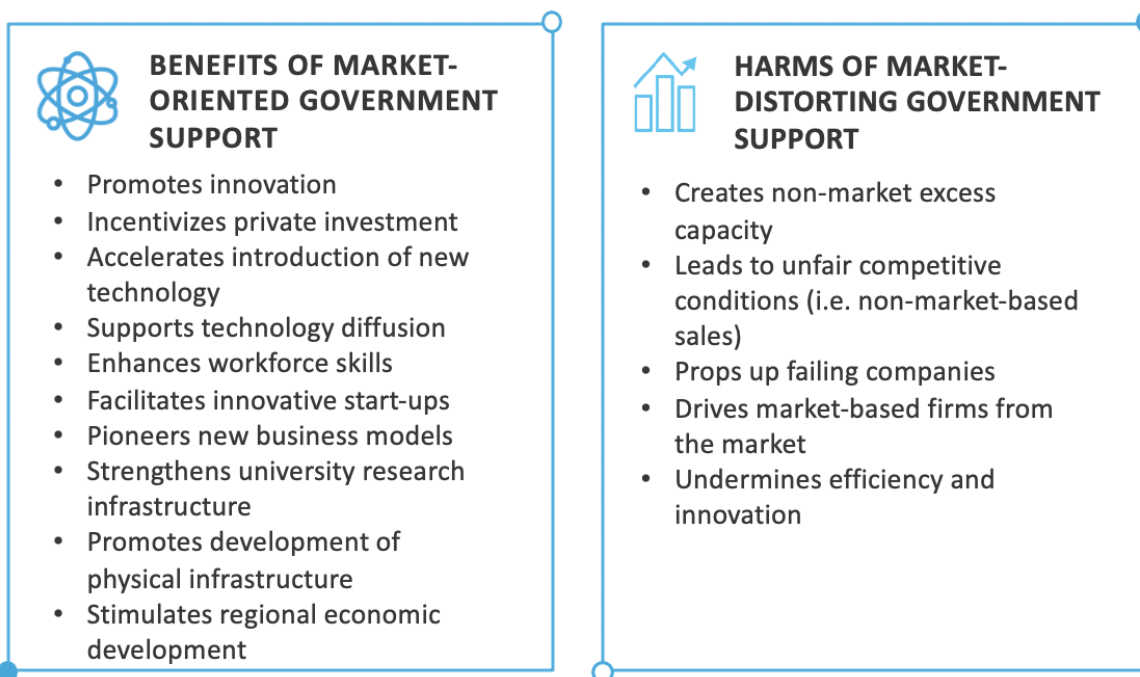 BENEFITS OF MARKET-
ORIENTED GOVERNMENT
SUPPORT
• Promotes innovation
• Incentivizes private investment
• Accelerates introduction of new
technology
• Supports technology diffusion
• Enhances workforce skills
• Facilitates innovative start-ups
• Pioneers new business models
• Strengthens university research
infrastructure
• Promotes development of
physical infrastructure
• Stimulates regional economic
development
HARMS OF MARKET-
DISTORTING GOVERNMENT
SUPPORT
• Creates non-market excess
capacity
• Leads to unfair competitive
conditions (i.e. non-market-based
sales)
• Props up failing companies
• Drives market-based firms from
the market
• Undermines efficiency and
innovation